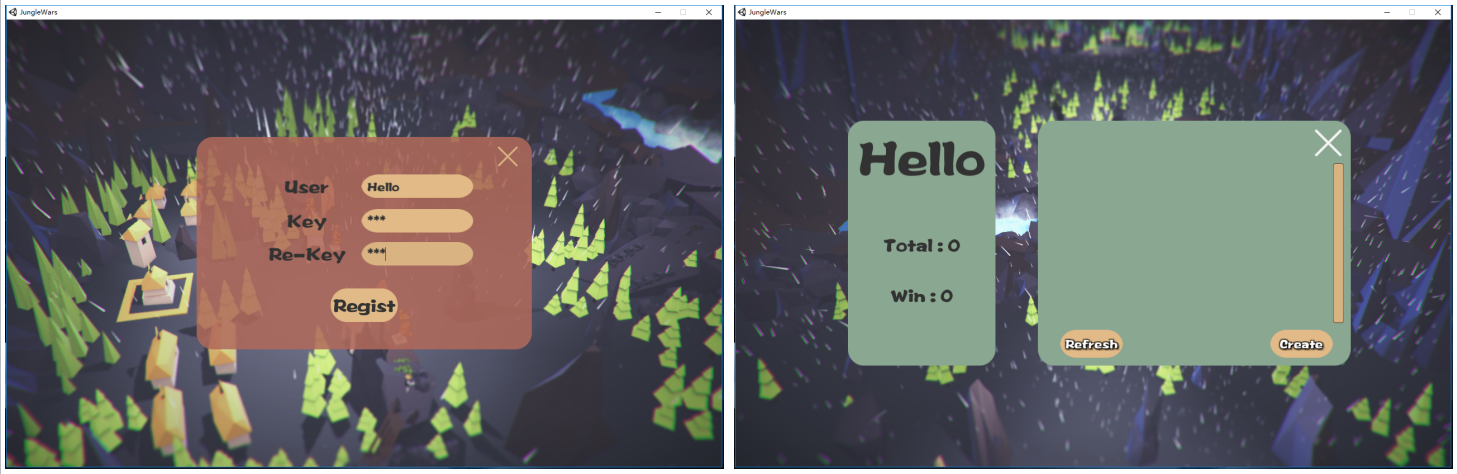 JungleWars
User Hello
Key ***
Re-Key ***
Regist
JungleWars
Hello
Total : 0
Win : 0
Refresh
Create